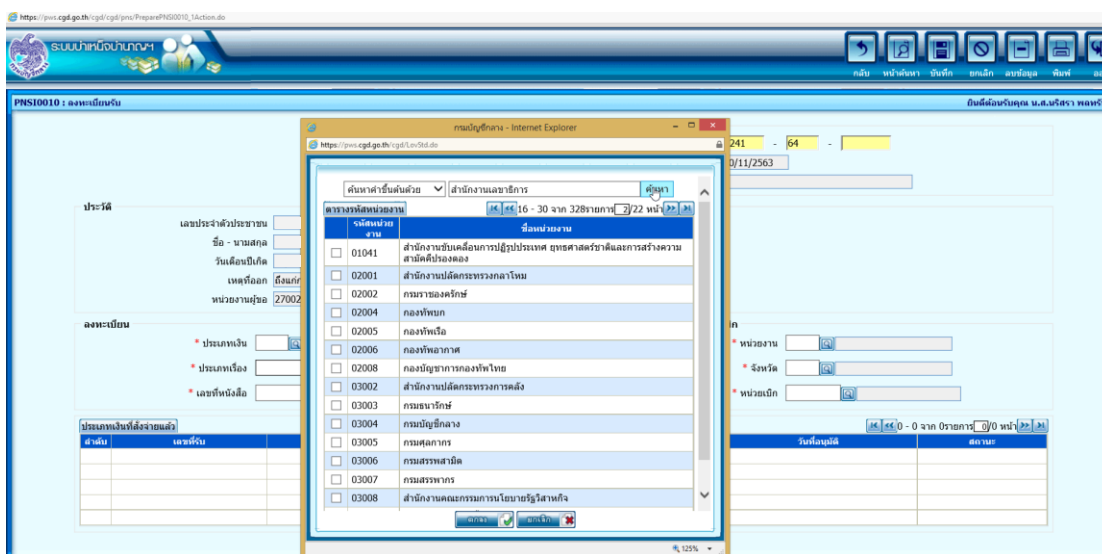 https://pws.cgd.go.th/cgd/cgd/pns/PreparePNSI0010_1Action.do
ระบบบำเหน็จบำนาญฯ
กลับ หน้าค้นหา บันทึก ยกเลิก ลบข้อมูล พิมพ์
PNSI0010 : ลงทะเบียนรับ
ยินดีต้อนรับคุณ น.ส.นริศรา
241 - 64 -
0/11/2563
กรมบัญชีกลาง - Internet Explorer
https://pws.cgd.go.th/cgd/LovStd.do
ค้นหาคำขึ้นต้นด้วย สำนักงานเลขาธิการ ค้นหา
ตารางรหัสหน่วยงาน 16 - 30 จาก 328รายการ 2/22 หน้า
รหัสหน่วยงาน ชื่อหน่วยงาน
01041 สำนักงานขับเคลื่อนการปฏิรูปประเทศ ยุทธศาสตร์ชาติและการสร้างความ
สามัคคีปรองดอง
02001 สำนักงานปลัดกระทรวงกลาโหม
02002 กรมราชองครักษ์
02004 กองทัพบก
02005 กองทัพเรือ
02006 กองทัพอากาศ
02008 กองบัญชาการกองทัพไทย
03002 สำนักงานปลัดกระทรวงการคลัง
03003 กรมธนารักษ์
03004 กรมบัญชีกลาง
03005 กรมศุลกากร
03006 กรมสรรพสามิต
03007 กรมสรรพากร
03008 สำนักงานคณะกรรมการนโยบายรัฐวิสาหกิจ
ตกลง ยกเลิก
125%
ประวัติ
เลขประจำตัวประชาชน
ชื่อ - นามสกุล
วันเดือนปีเกิด
เหตุที่ออก ถึงแก่
หน่วยงานผู้ขอ 27002
ลงทะเบียน
* ประเภทเงิน
* ประเภทเรื่อง
* เลขที่หนังสือ
* หน่วยงาน
* จังหวัด
* หน่วยเบิก
ประเภทเงินที่สั่งจ่ายแล้ว
0 - 0 จาก 0รายการ 0/0 หน้า
ลำดับ เลขที่รับ วันที่อนุมัติ สถานะ